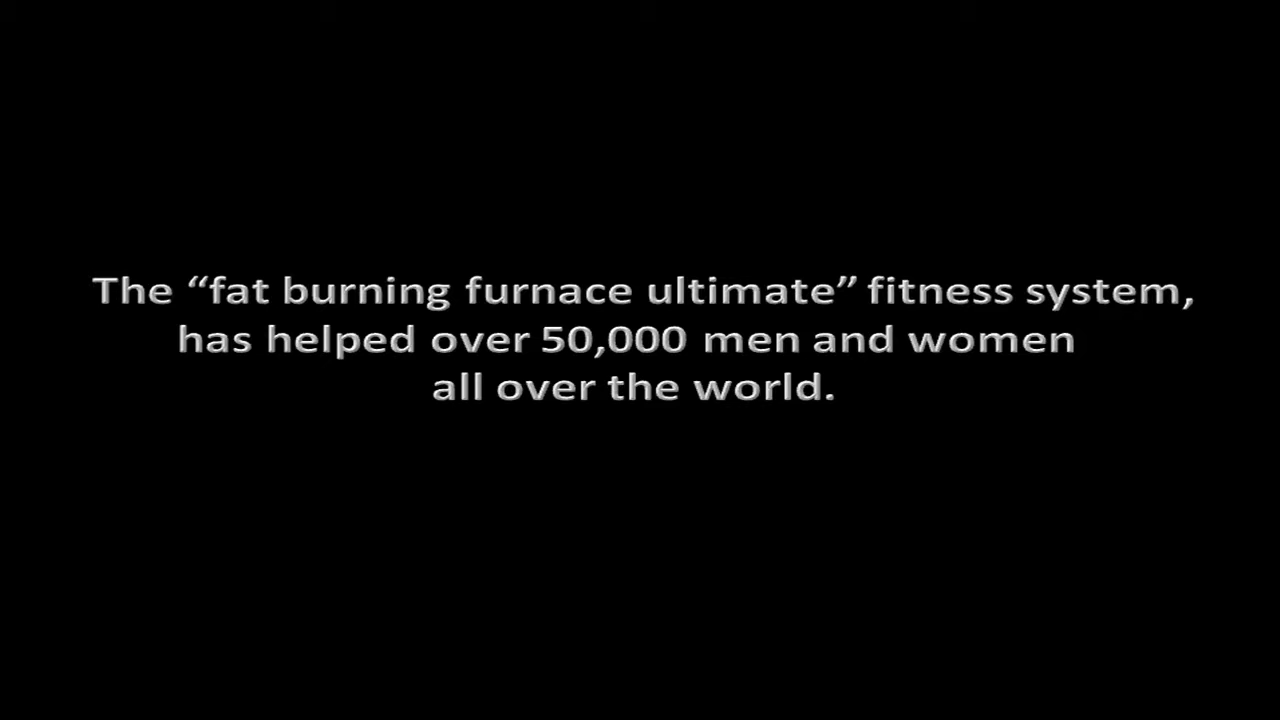 The “fat burning furnace ultimate” fitness system,
has helped over 50,000 men and women
all over the world.